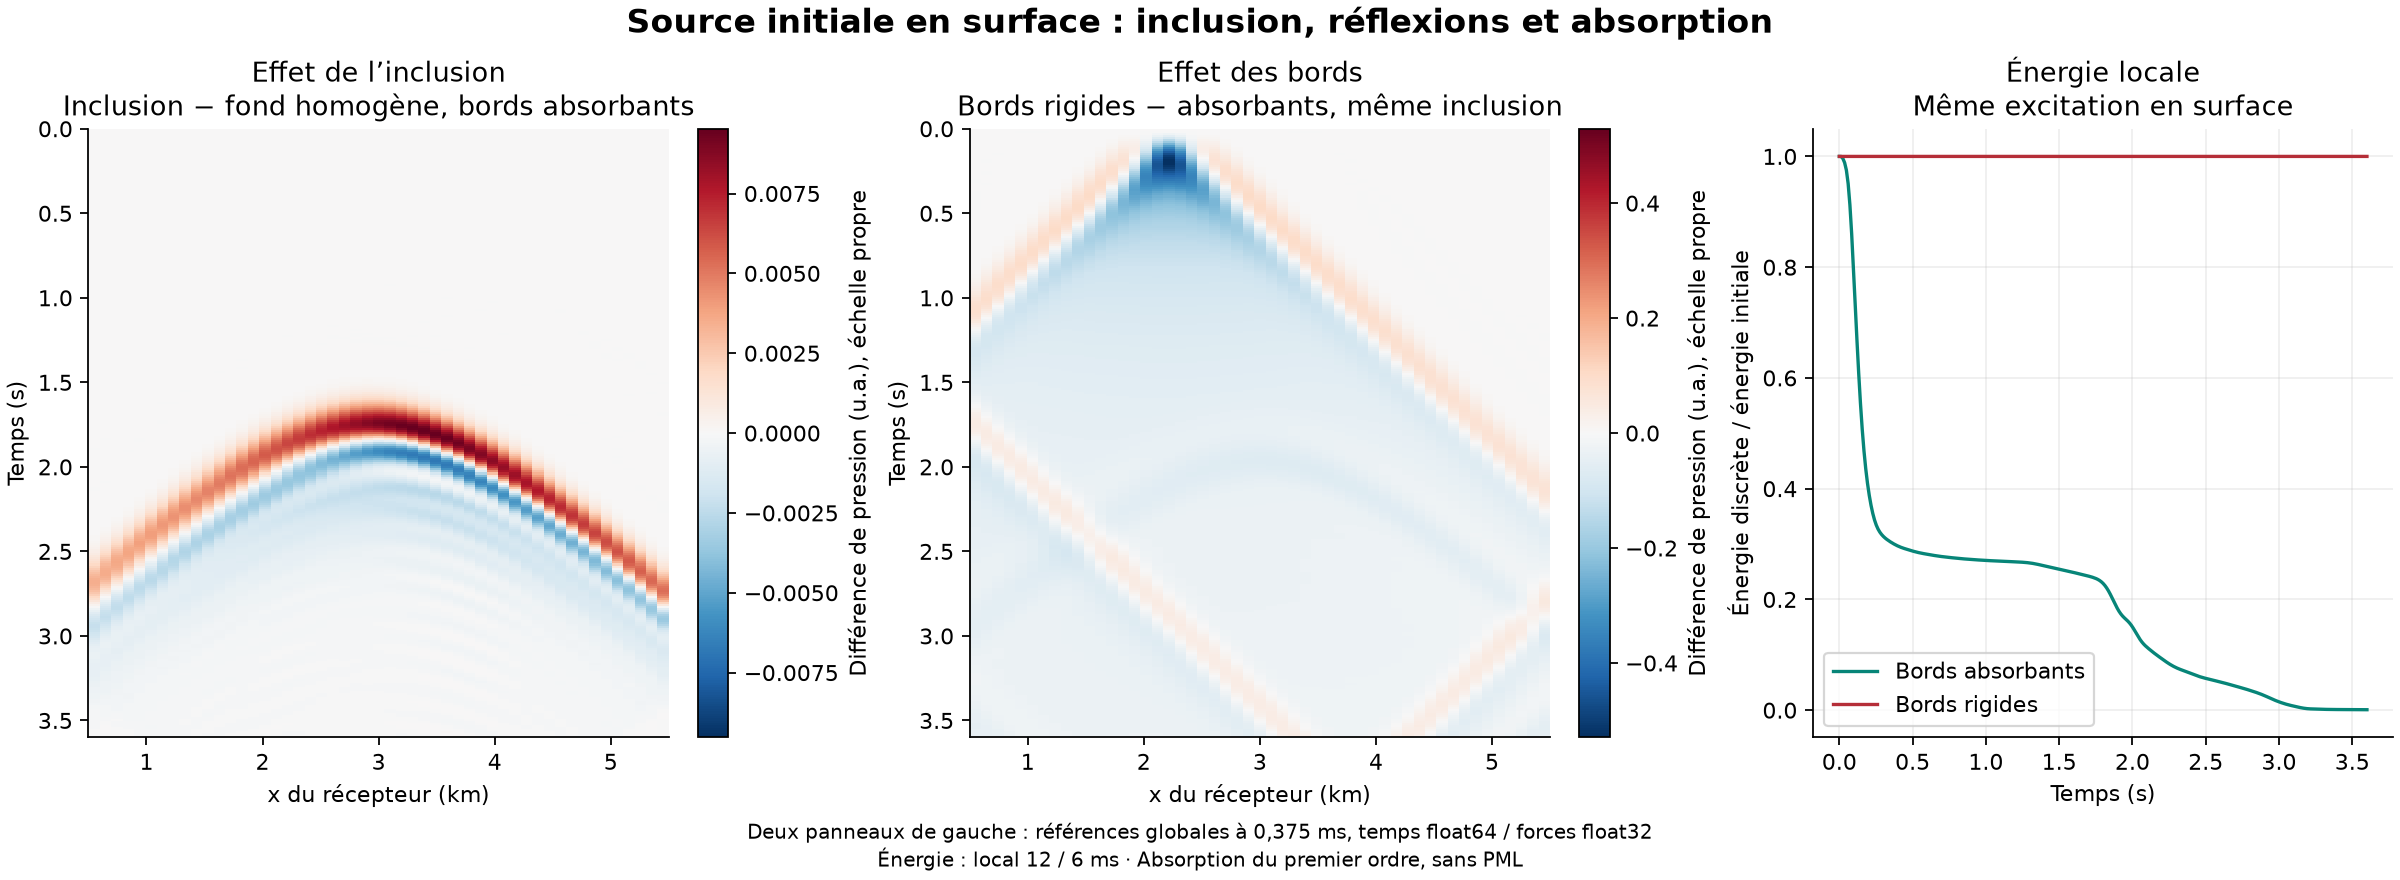 Source initiale en surface : inclusion, réflexions et absorption
Effet de l’inclusion
Inclusion − fond homogène, bords absorbants
0.0
0.5
1.0
1.5
2.0
2.5
3.0
3.5
Temps (s)
1
2
3
4
5
x du récepteur (km)
0.0075
0.0050
0.0025
0.0000
−0.0025
−0.0050
−0.0075
Différence de pression (u.a.), échelle propre
Effet des bords
Bords rigides − absorbants, même inclusion
0.0
0.5
1.0
1.5
2.0
2.5
3.0
3.5
Temps (s)
1
2
3
4
5
x du récepteur (km)
0.4
0.2
0.0
−0.2
−0.4
Différence de pression (u.a.), échelle propre
Énergie locale
Même excitation en surface
1.0
0.8
0.6
0.4
0.2
0.0
Énergie discrète / énergie initiale
Bords absorbants
Bords rigides
0.0
0.5
1.0
1.5
2.0
2.5
3.0
3.5
Temps (s)
Deux panneaux de gauche : références globales à 0,375 ms, temps float64 / forces float32
Énergie : local 12 / 6 ms · Absorption du premier ordre, sans PML